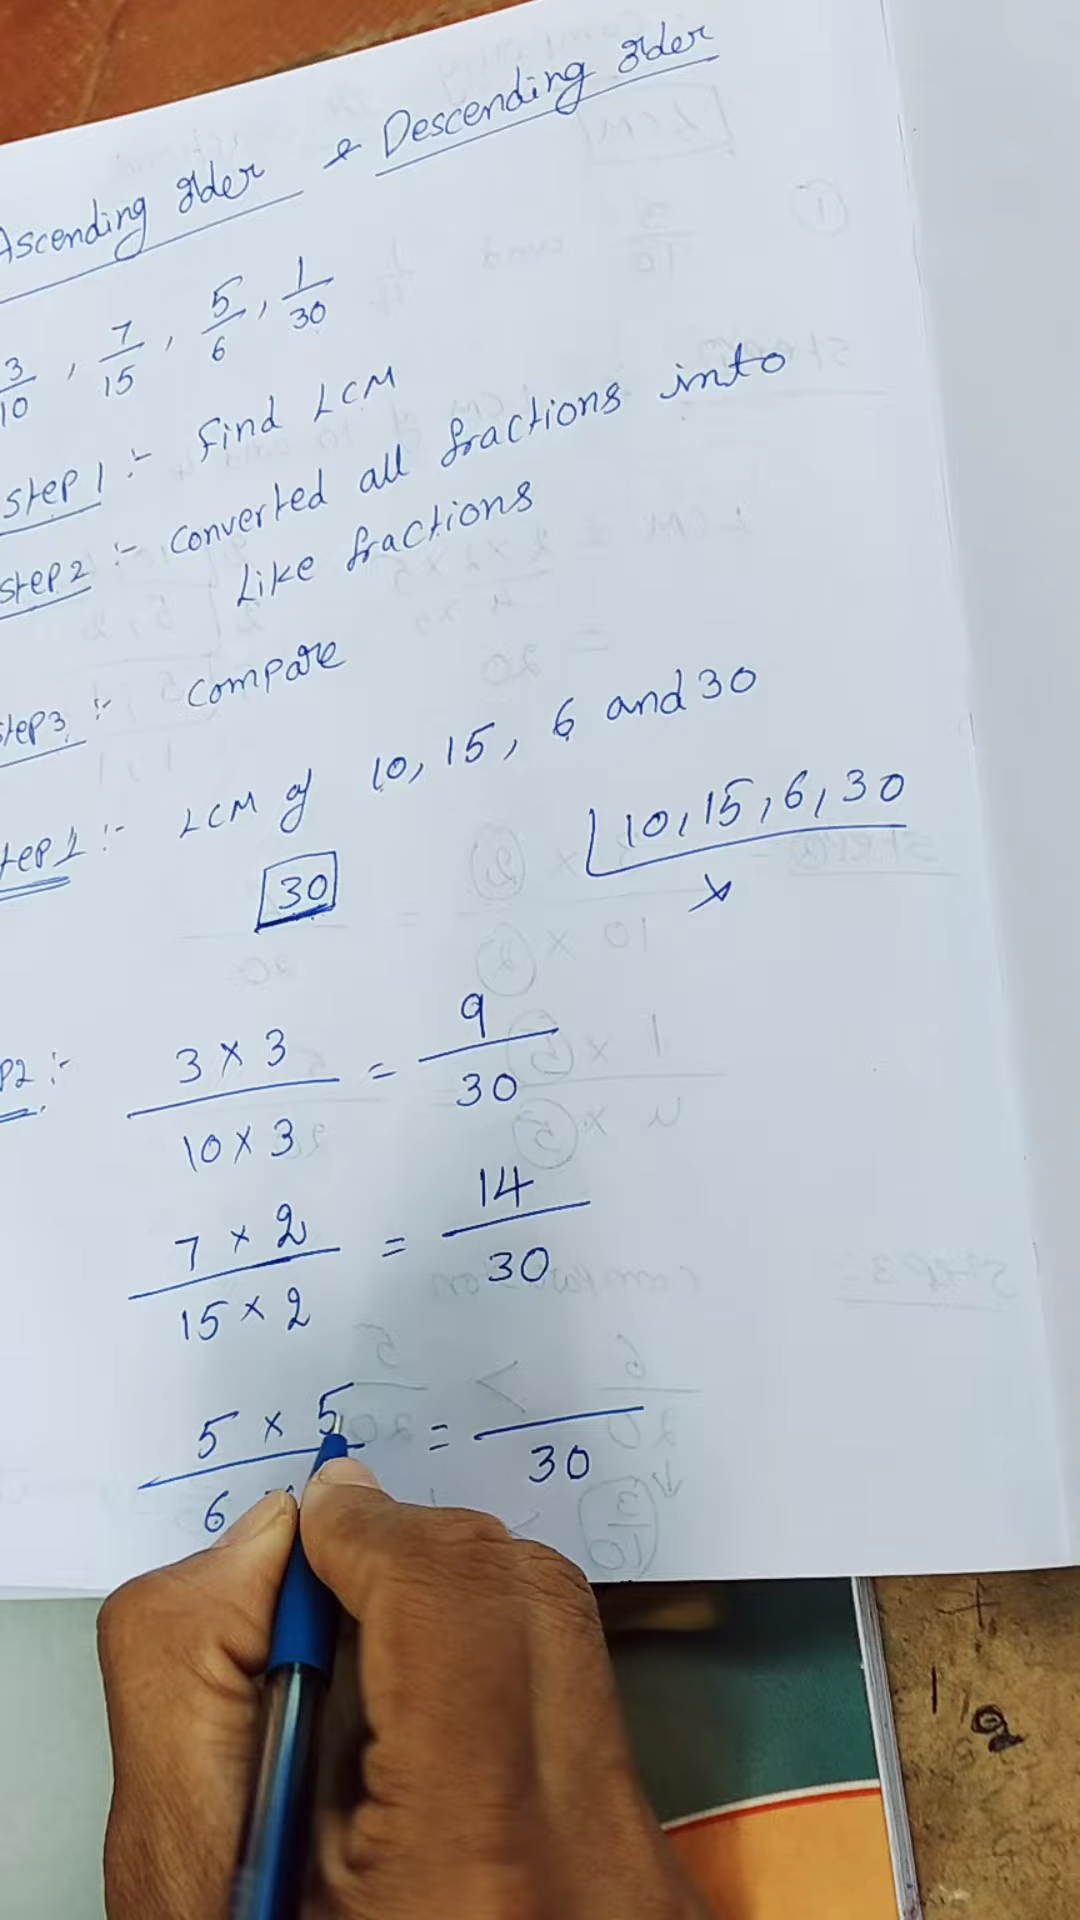 Ascending order & Descending order
3/10 , 7/15 , 5/6 , 1/30
Step 1 :- Find LCM
Step 2 :- Converted all fractions into
Like fractions
Step 3 :- Compare
Step 1 :- LCM of 10, 15, 6 and 30
10, 15, 6, 30
30
P2 :- 3 × 3 / 10 × 3 = 9/30
7 × 2 / 15 × 2 = 14/30
5 × 5 / 6 = /30